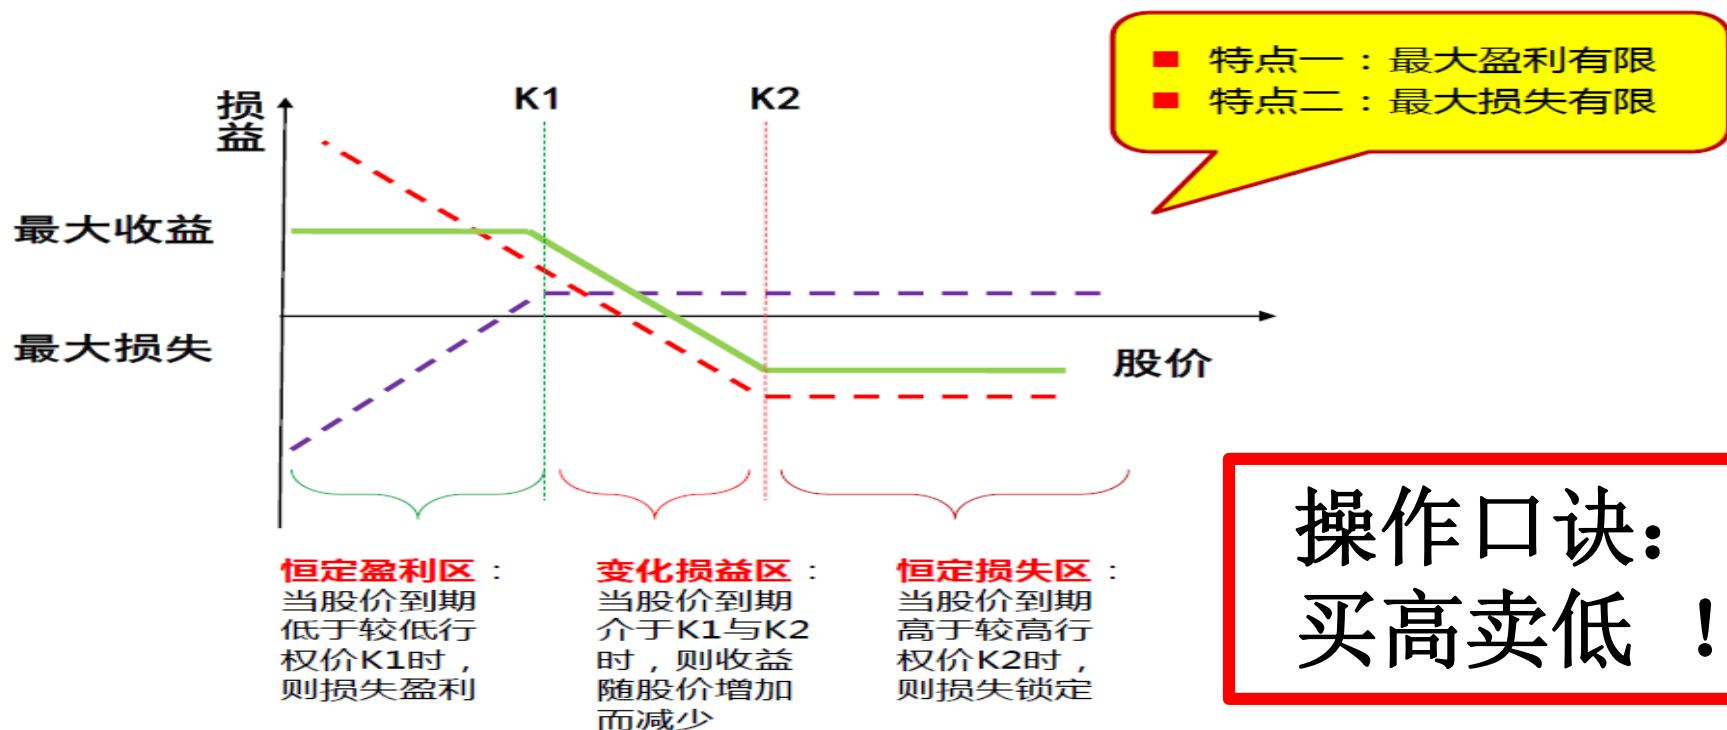 特点一：最大盈利有限
特点二：最大损失有限
损
益
K1
K2
最大收益
最大损失
股价
恒定盈利区：
当股价到期
低于较低行
权价K1时，
则损失盈利
变化损益区：
当股价到期
介于K1与K2
时，则收益
随股价增加
而减少
恒定损失区：
当股价到期
高于较高行
权价K2时，
则损失锁定
操作口诀：
买高卖低 ！